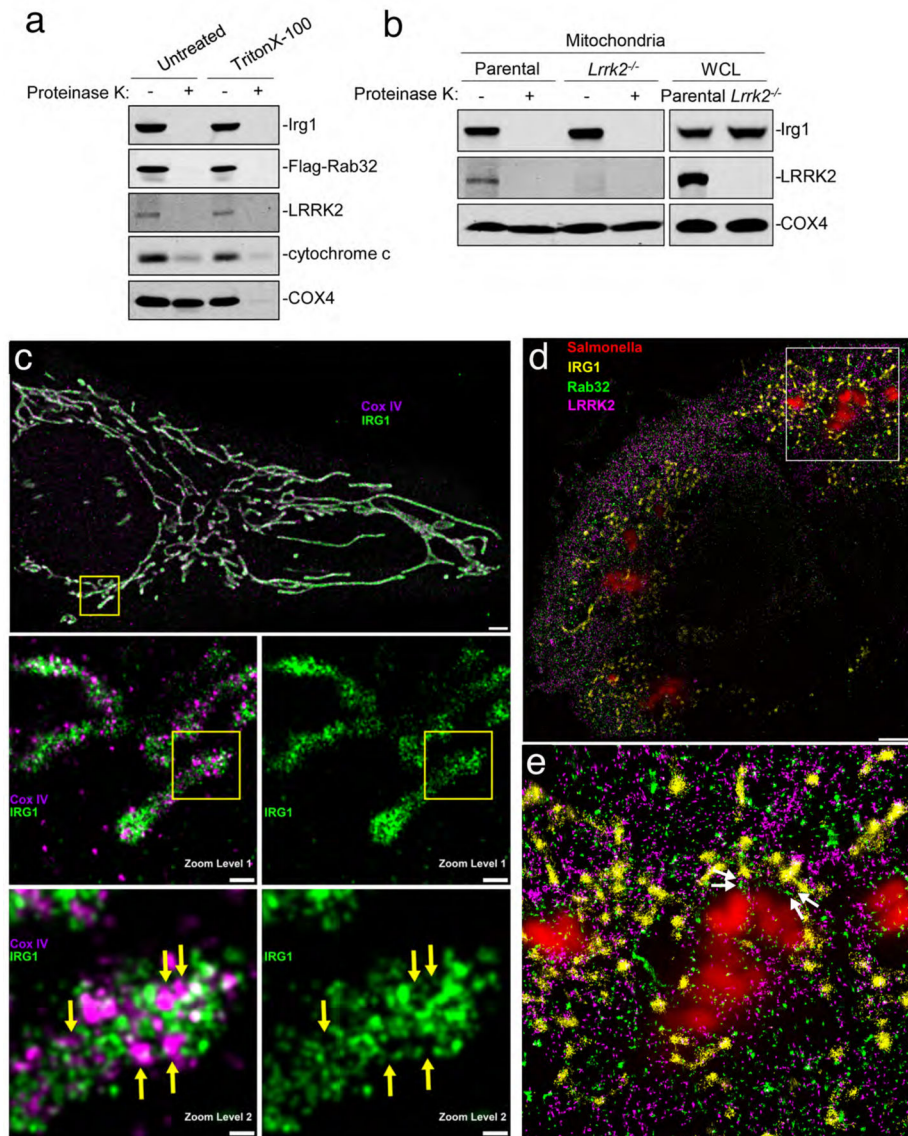 a
Untreated TritonX-100
Proteinase K: - + - +
-Irg1
-Flag-Rab32
-LRRK2
-cytochrome c
-COX4
b
Mitochondria
Parental Lrrk2-/- WCL
Proteinase K: - + - + Parental Lrrk2-/-
-Irg1
-LRRK2
-COX4
c
Cox IV
IRG1
Cox IV
IRG1
Zoom Level 1
IRG1
Zoom Level 1
Cox IV
IRG1
Zoom Level 2
IRG1
Zoom Level 2
d
Salmonella
IRG1
Rab32
LRRK2
e